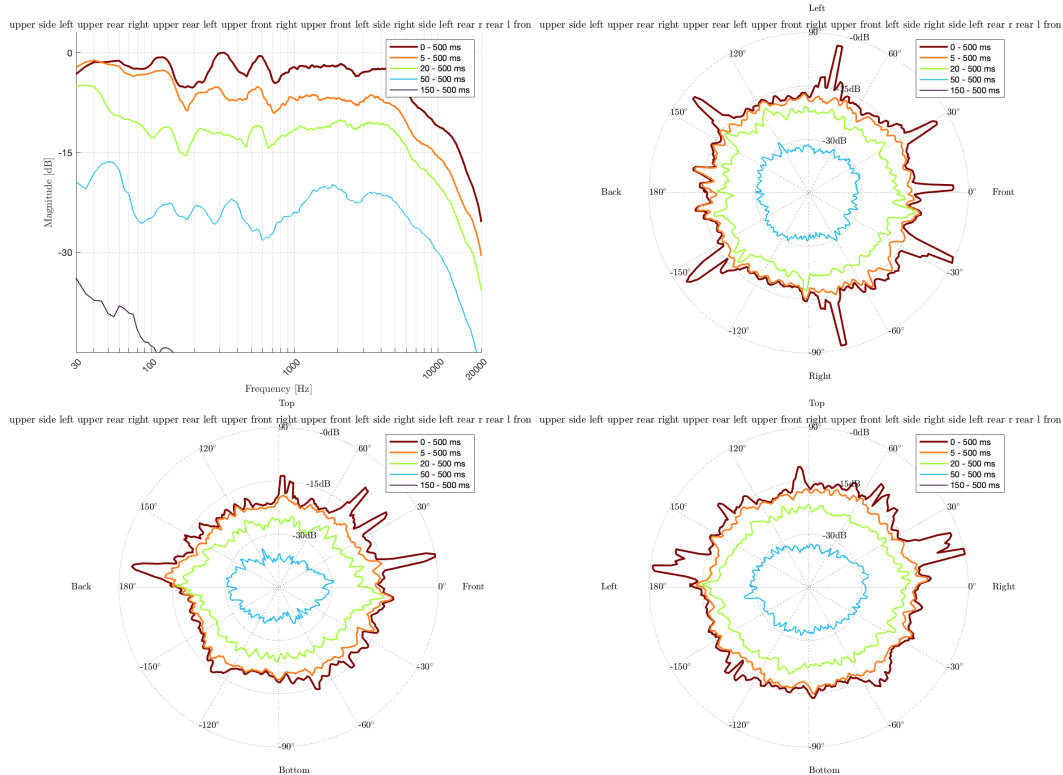 upper side left upper rear right upper rear left upper front right upper front left side right side left rear r rear l fron
0
-15
-30
Magnitude [dB]
30
100
1000
10000
20000
Frequency [Hz]
0 - 500 ms
5 - 500 ms
20 - 500 ms
50 - 500 ms
150 - 500 ms
Left
upper side left upper rear right upper rear left upper front right upper front left side right side left rear r rear l fron
90°
-0dB
120°
60°
-15dB
150°
30°
-30dB
Back
180°
0°
Front
-150°
-30°
-120°
-60°
-90°
Right
0 - 500 ms
5 - 500 ms
20 - 500 ms
50 - 500 ms
150 - 500 ms
Top
upper side left upper rear right upper rear left upper front right upper front left side right side left rear r rear l fron
90°
-0dB
120°
60°
-15dB
150°
30°
-30dB
Back
180°
0°
Front
-150°
-30°
-120°
-60°
-90°
Bottom
0 - 500 ms
5 - 500 ms
20 - 500 ms
50 - 500 ms
150 - 500 ms
Top
upper side left upper rear right upper rear left upper front right upper front left side right side left rear r rear l fron
90°
-0dB
120°
60°
-15dB
150°
30°
-30dB
Left
180°
0°
Right
-150°
-30°
-120°
-60°
-90°
Bottom
0 - 500 ms
5 - 500 ms
20 - 500 ms
50 - 500 ms
150 - 500 ms